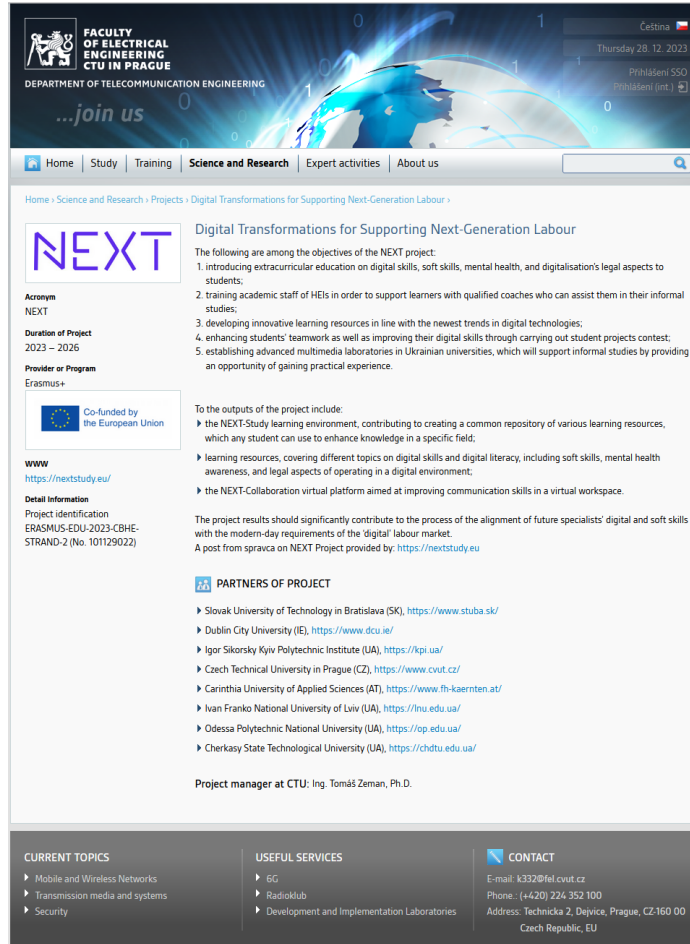 FACULTY
OF ELECTRICAL
ENGINEERING
CTU IN PRAGUE
DEPARTMENT OF TELECOMMUNICATION ENGINEERING
...join us
Čeština
Thursday 28. 12. 2023
Přihlášení SSO
Přihlášení (int.)
Home
Study
Training
Science and Research
Expert activities
About us
Home › Science and Research › Projects › Digital Transformations for Supporting Next-Generation Labour ›
NEXT
Acronym
NEXT
Duration of Project
2023 – 2026
Provider or Program
Erasmus+
Co-funded by
the European Union
WWW
https://nextstudy.eu/
Detail Information
Project identification
ERASMUS-EDU-2023-CBHE-
STRAND-2 (No. 101129022)
Digital Transformations for Supporting Next-Generation Labour
The following are among the objectives of the NEXT project:
1. introducing extracurricular education on digital skills, soft skills, mental health, and digitalisation's legal aspects to
students;
2. training academic staff of HEIs in order to support learners with qualified coaches who can assist them in their informal
studies;
3. developing innovative learning resources in line with the newest trends in digital technologies;
4. enhancing students' teamwork as well as improving their digital skills through carrying out student projects contest;
5. establishing advanced multimedia laboratories in Ukrainian universities, which will support informal studies by providing
an opportunity of gaining practical experience.
To the outputs of the project include:
the NEXT-Study learning environment, contributing to creating a common repository of various learning resources,
which any student can use to enhance knowledge in a specific field;
learning resources, covering different topics on digital skills and digital literacy, including soft skills, mental health
awareness, and legal aspects of operating in a digital environment;
the NEXT-Collaboration virtual platform aimed at improving communication skills in a virtual workspace.
The project results should significantly contribute to the process of the alignment of future specialists' digital and soft skills
with the modern-day requirements of the 'digital' labour market.
A post from spravca on NEXT Project provided by: https://nextstudy.eu
PARTNERS OF PROJECT
Slovak University of Technology in Bratislava (SK), https://www.stuba.sk/
Dublin City University (IE), https://www.dcu.ie/
Igor Sikorsky Kyiv Polytechnic Institute (UA), https://kpi.ua/
Czech Technical University in Prague (CZ), https://www.cvut.cz/
Carinthia University of Applied Sciences (AT), https://www.fh-kaernten.at/
Ivan Franko National University of Lviv (UA), https://lnu.edu.ua/
Odessa Polytechnic National University (UA), https://op.edu.ua/
Cherkasy State Technological University (UA), https://chdtu.edu.ua/
Project manager at CTU: Ing. Tomáš Zeman, Ph.D.
CURRENT TOPICS
Mobile and Wireless Networks
Transmission media and systems
Security
USEFUL SERVICES
6G
Radioklub
Development and Implementation Laboratories
CONTACT
E-mail: k332@fel.cvut.cz
Phone.: (+420) 224 352 100
Address: Technicka 2, Dejvice, Prague, CZ-160 00
Czech Republic, EU